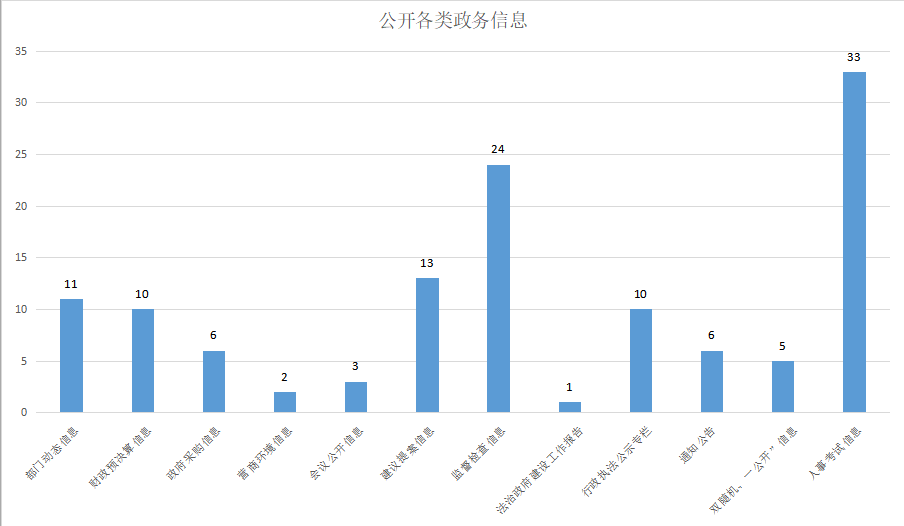 公开各类政务信息
35
30
25
20
15
10
5
0
11
10
6
2
3
13
24
1
10
6
5
33
部门动态信息
财政预决算信息
政府采购信息
营商环境信息
会议公开信息
建议提案信息
监督检查信息
法治政府建设工作报告
行政执法公示专栏
通知公告
双随机、一公开”信息
人事考试信息